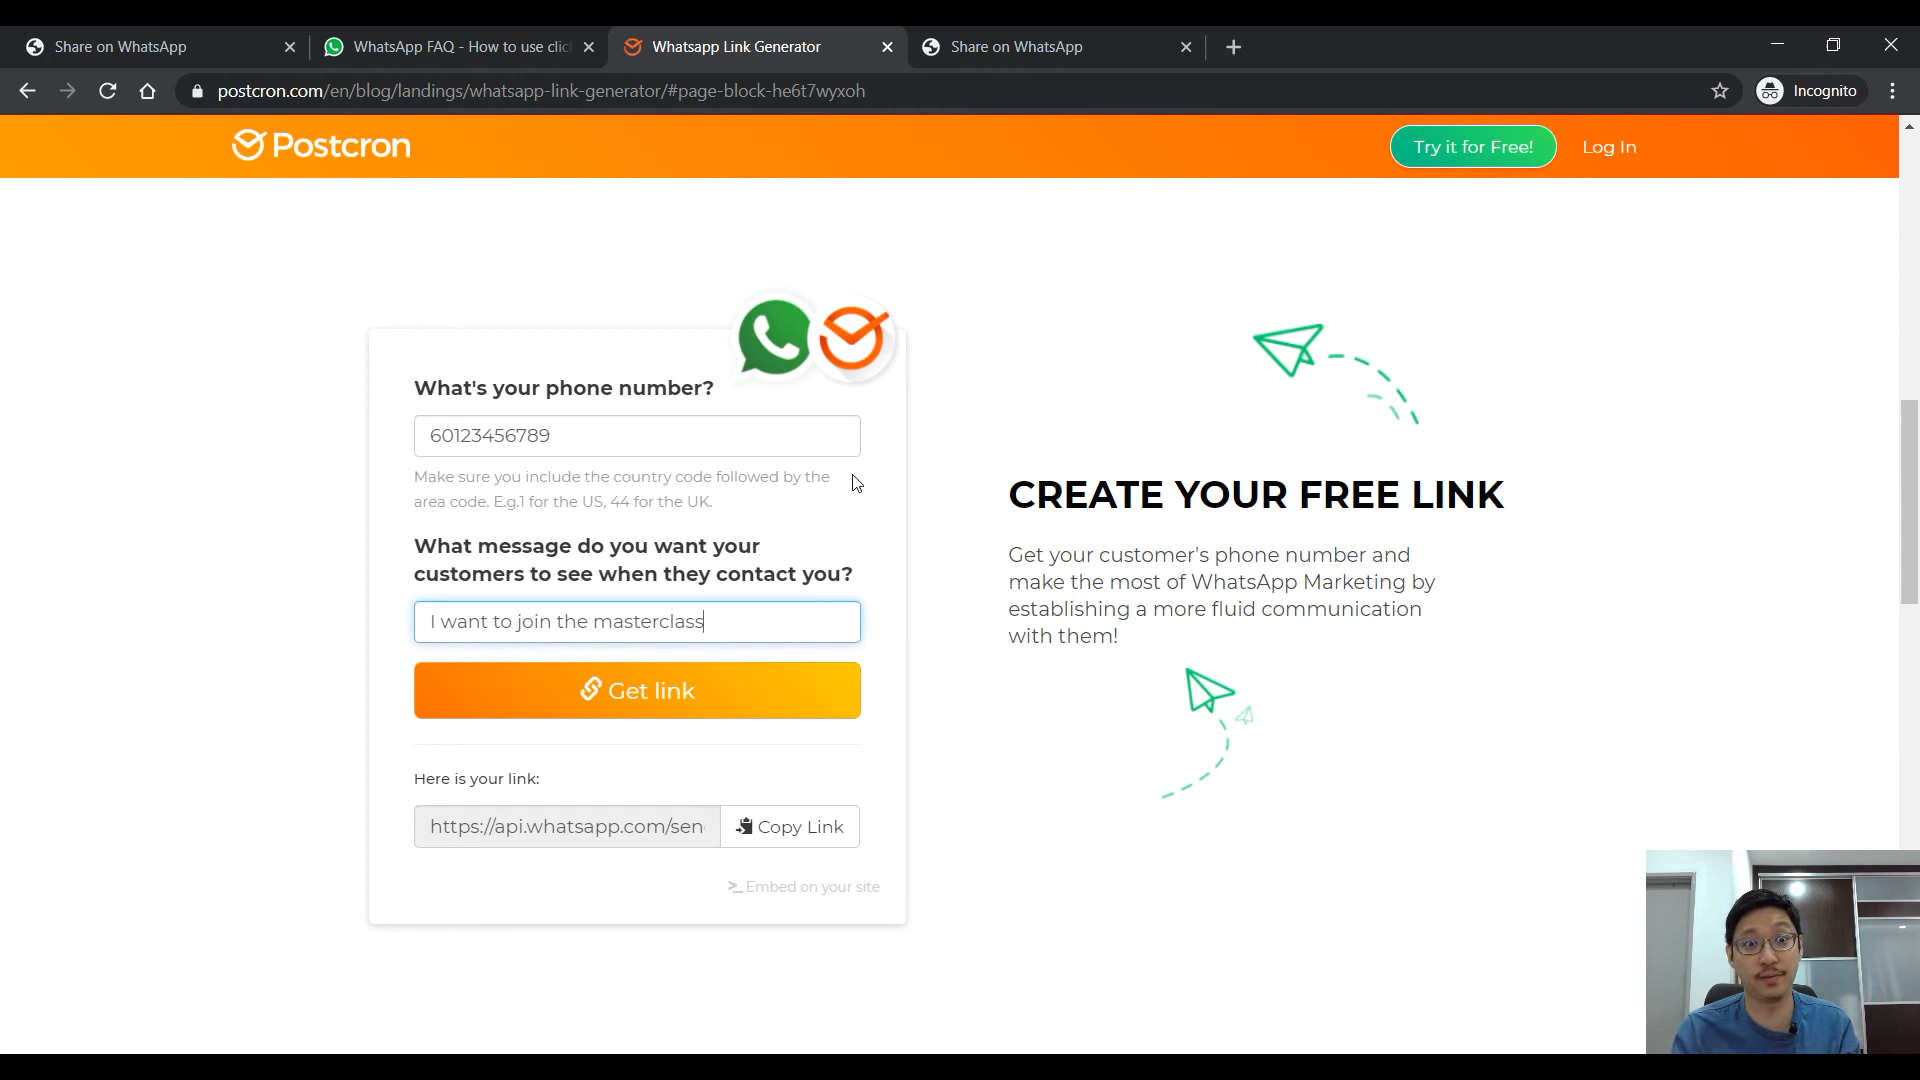 Share on WhatsApp
WhatsApp FAQ - How to use clic
Whatsapp Link Generator
Share on WhatsApp
postcron.com/en/blog/landings/whatsapp-link-generator/#page-block-he6t7wyxoh
Incognito
Postcron
Try it for Free!
Log In
What's your phone number?
60123456789
Make sure you include the country code followed by the
area code. E.g.1 for the US, 44 for the UK.
What message do you want your
customers to see when they contact you?
I want to join the masterclass
Get link
Here is your link:
https://api.whatsapp.com/sen
Copy Link
Embed on your site
CREATE YOUR FREE LINK
Get your customer's phone number and
make the most of WhatsApp Marketing by
establishing a more fluid communication
with them!